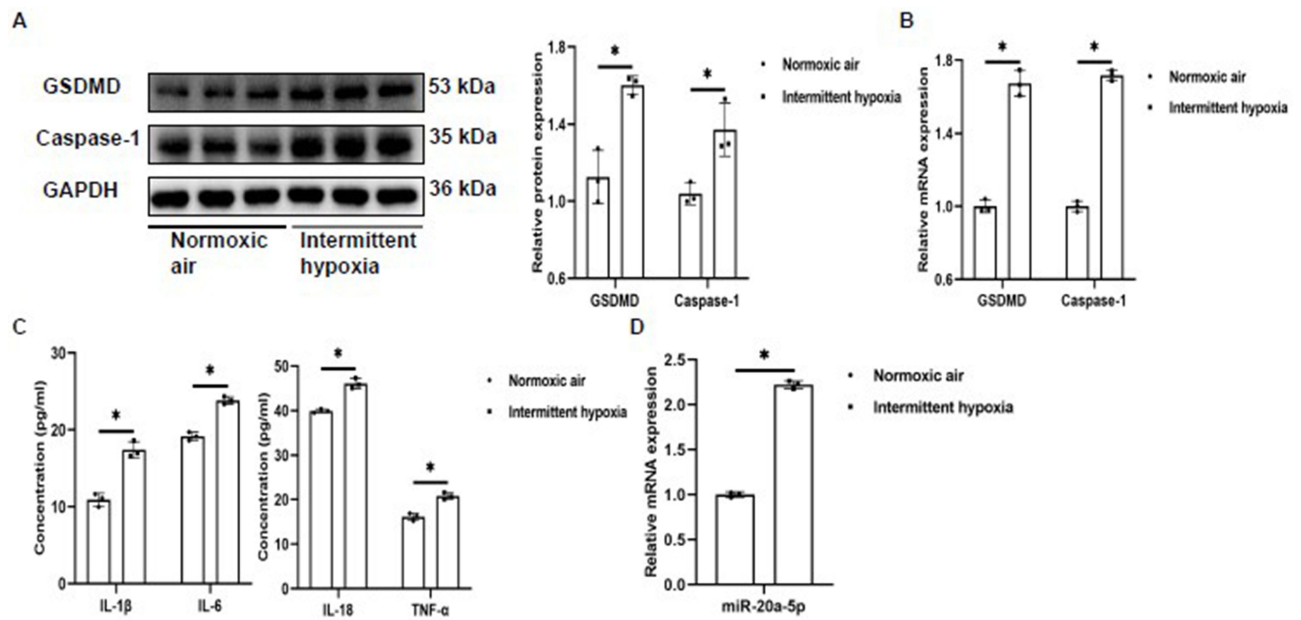 A
GSDMD
53 kDa
Caspase-1
35 kDa
GAPDH
36 kDa
Normoxic
air
Intermittent
hypoxia
Relative protein expression
1.8
1.4
1.0
0.6
*
*
GSDMD
Caspase-1
Normoxic air
Intermittent hypoxia
B
Relative mRNA expression
1.8
1.4
1.0
0.6
*
*
GSDMD
Caspase-1
Normoxic air
Intermittent hypoxia
C
Concentration (pg/ml)
30
20
10
0
*
*
IL-1β
IL-6
Concentration (pg/ml)
50
40
30
20
10
0
*
*
IL-18
TNF-α
Normoxic air
Intermittent hypoxia
D
Relative mRNA expression
2.5
2.0
1.5
1.0
0.5
0.0
*
miR-20a-5p
Normoxic air
Intermittent hypoxia